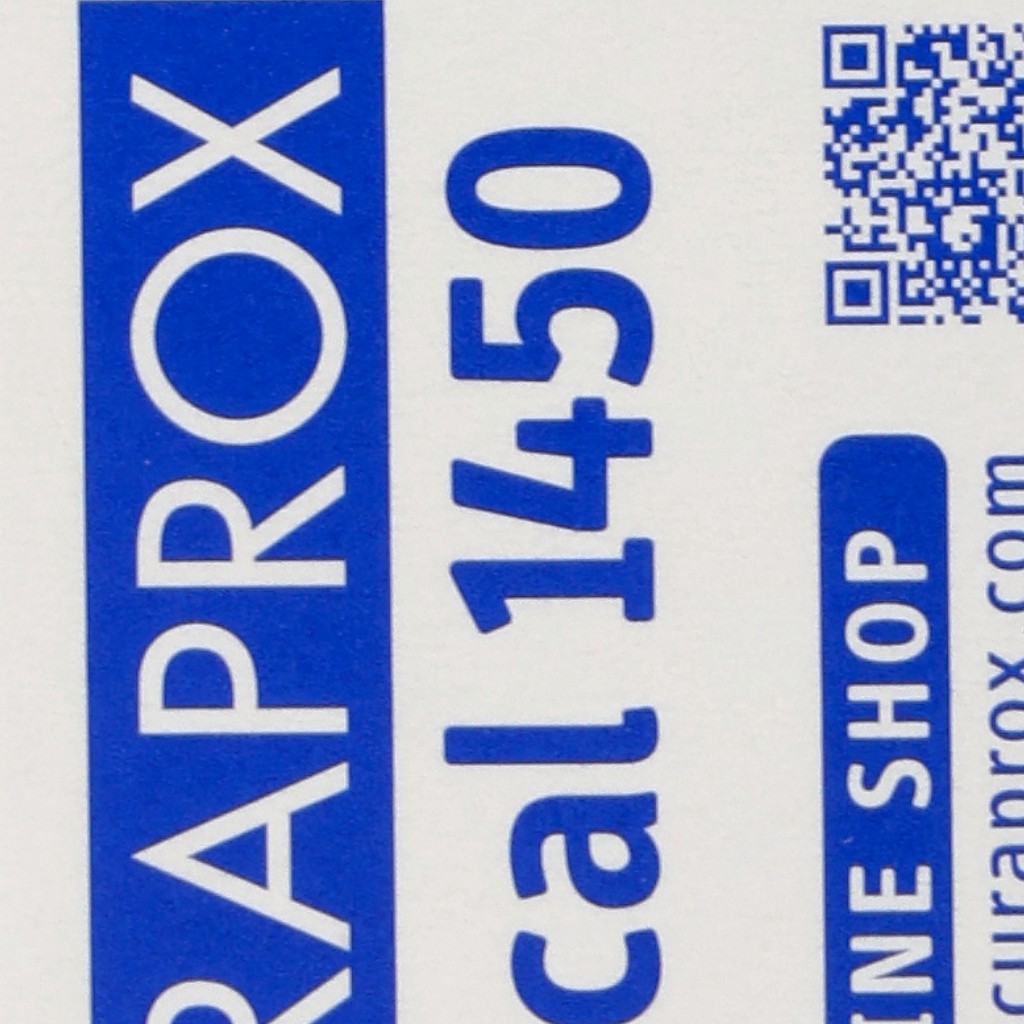 RAPROX
cal 1450
INE SHOP
curaprox.com